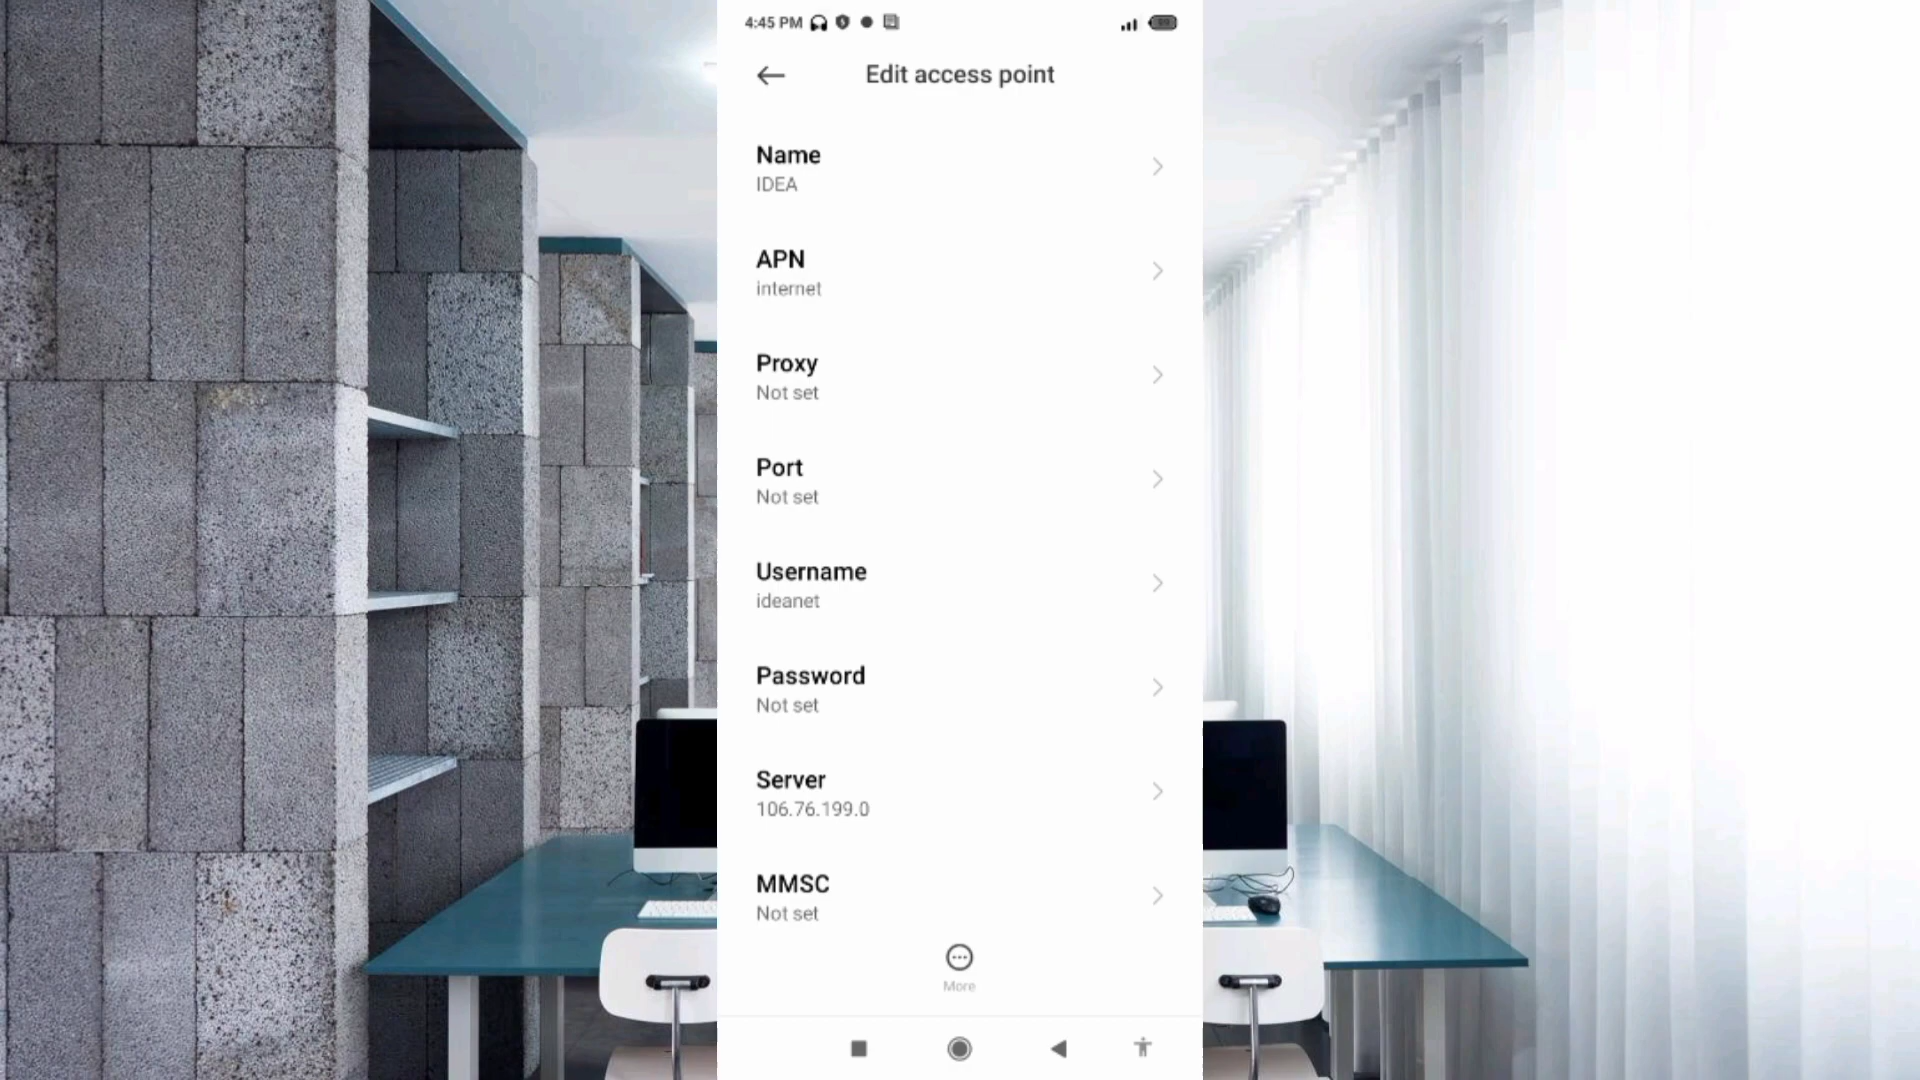 4:45 PM
Edit access point
Name
IDEA
APN
internet
Proxy
Not set
Port
Not set
Username
ideanet
Password
Not set
Server
106.76.199.0
MMSC
Not set
More